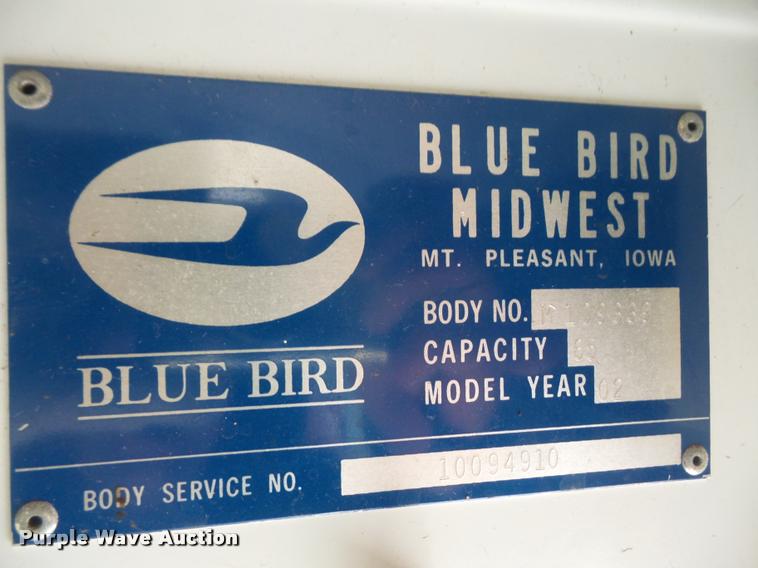 BLUE BIRD
MIDWEST
MT. PLEASANT, IOWA
BODY NO.
CAPACITY
MODEL YEAR 02
BLUE BIRD
BODY SERVICE NO. 10094910
Purple Wave Auction